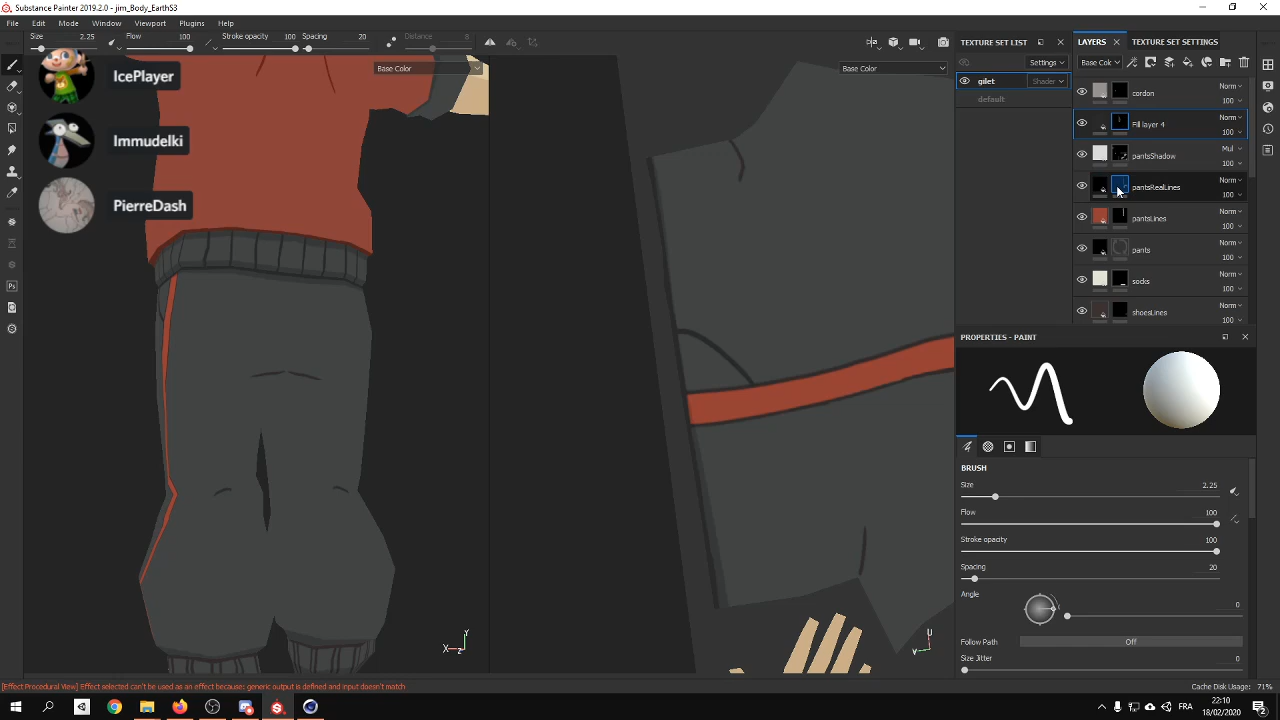 Substance Painter 2019.2.0 - jim_Body_EarthS3
File Edit Mode Window Viewport Plugins Help
Size 2.25 Flow 100 Stroke opacity 100 Spacing 20 Distance 8
Base Color
Base Color
IcePlayer
Immudelki
PierreDash
X Z Y
U V
TEXTURE SET LIST
Settings
gilet Shader
default
LAYERS TEXTURE SET SETTINGS
Base Col
cordon Norm 100
Fill layer 4 Norm 100
pantsShadow Mul 100
pantsRealLines Norm 100
pantsLines Norm 100
pants Norm 100
socks Norm 100
shoesLines Norm 100
PROPERTIES - PAINT
BRUSH
Size 2.25
Flow 100
Stroke opacity 100
Spacing 20
Angle 0
Follow Path Off
Size Jitter 0
Ps
[Effect Procedural View] Effect selected can't be used as an effect because: generic output is defined and input doesn't match
Cache Disk Usage: 71%
FRA
22:10
18/02/2020
2